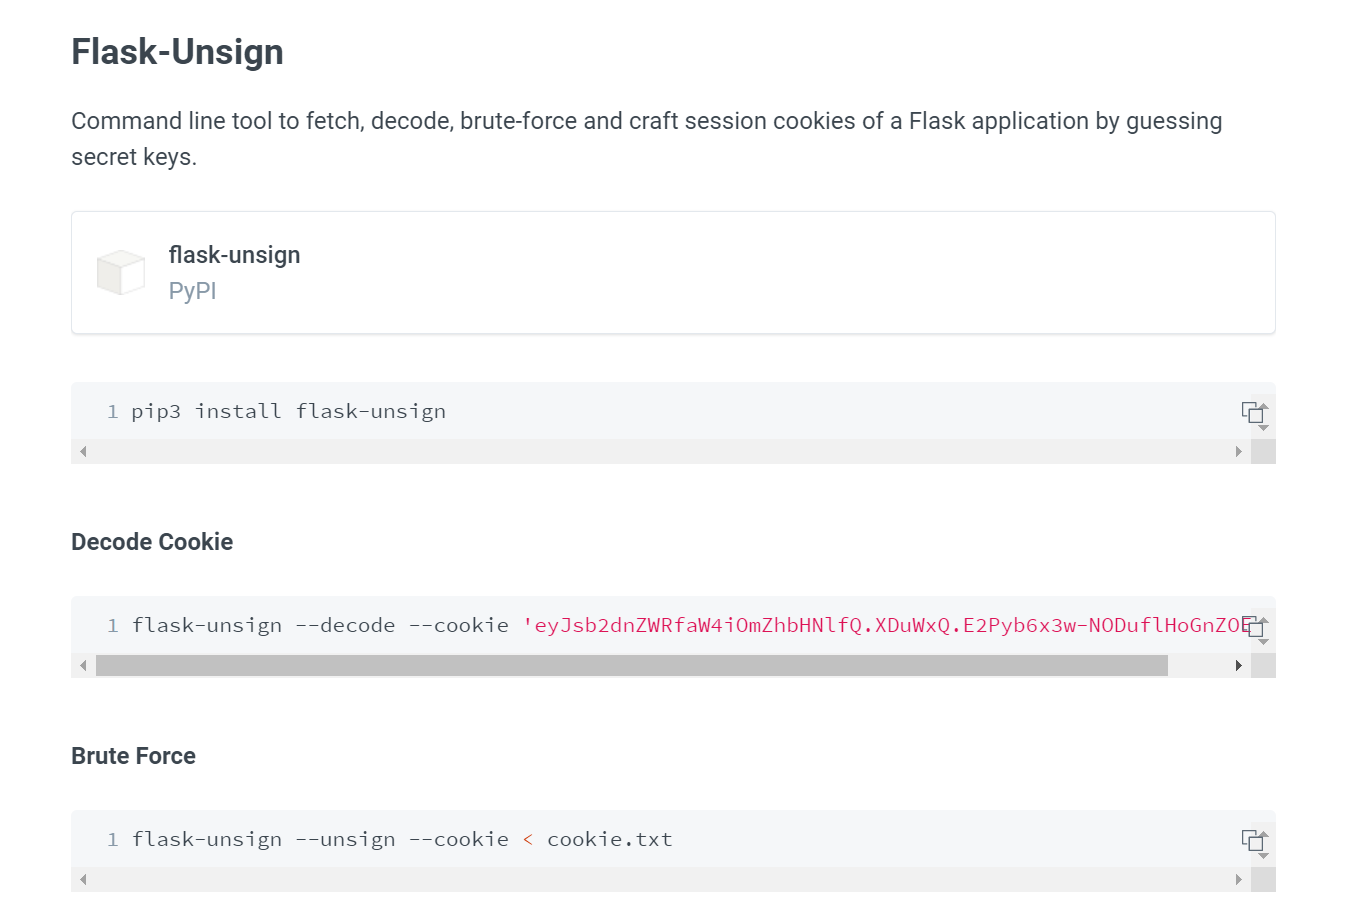 Flask-Unsign
Command line tool to fetch, decode, brute-force and craft session cookies of a Flask application by guessing
secret keys.
flask-unsign
PyPI
1 pip3 install flask-unsign
Decode Cookie
1 flask-unsign --decode --cookie 'eyJsb2dnZWRfaW4iOmZhbHNlfQ.XDuWxQ.E2Pyb6x3w-NODuflHoGnZOE
Brute Force
1 flask-unsign --unsign --cookie < cookie.txt